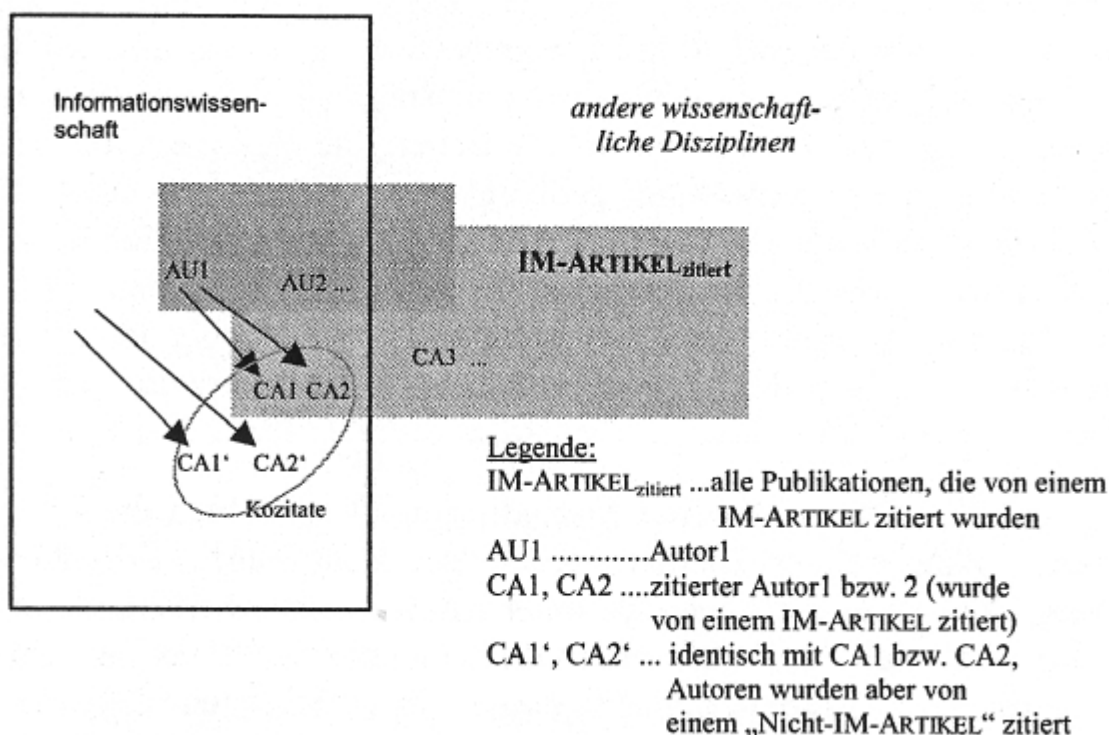 Informationswissen-
schaft
andere wissenschaft-
liche Disziplinen
IM-ARTIKELzitiert
AU1
AU2 ...
CA3 ...
CA1 CA2
CA1‘ CA2‘
Kozitate
Legende:
IM-ARTIKELzitiert ...alle Publikationen, die von einem
IM-ARTIKEL zitiert wurden
AU1 .............Autor1
CA1, CA2 ....zitierter Autor1 bzw. 2 (wurde
von einem IM-ARTIKEL zitiert)
CA1‘, CA2‘ ... identisch mit CA1 bzw. CA2,
Autoren wurden aber von
einem „Nicht-IM-ARTIKEL“ zitiert